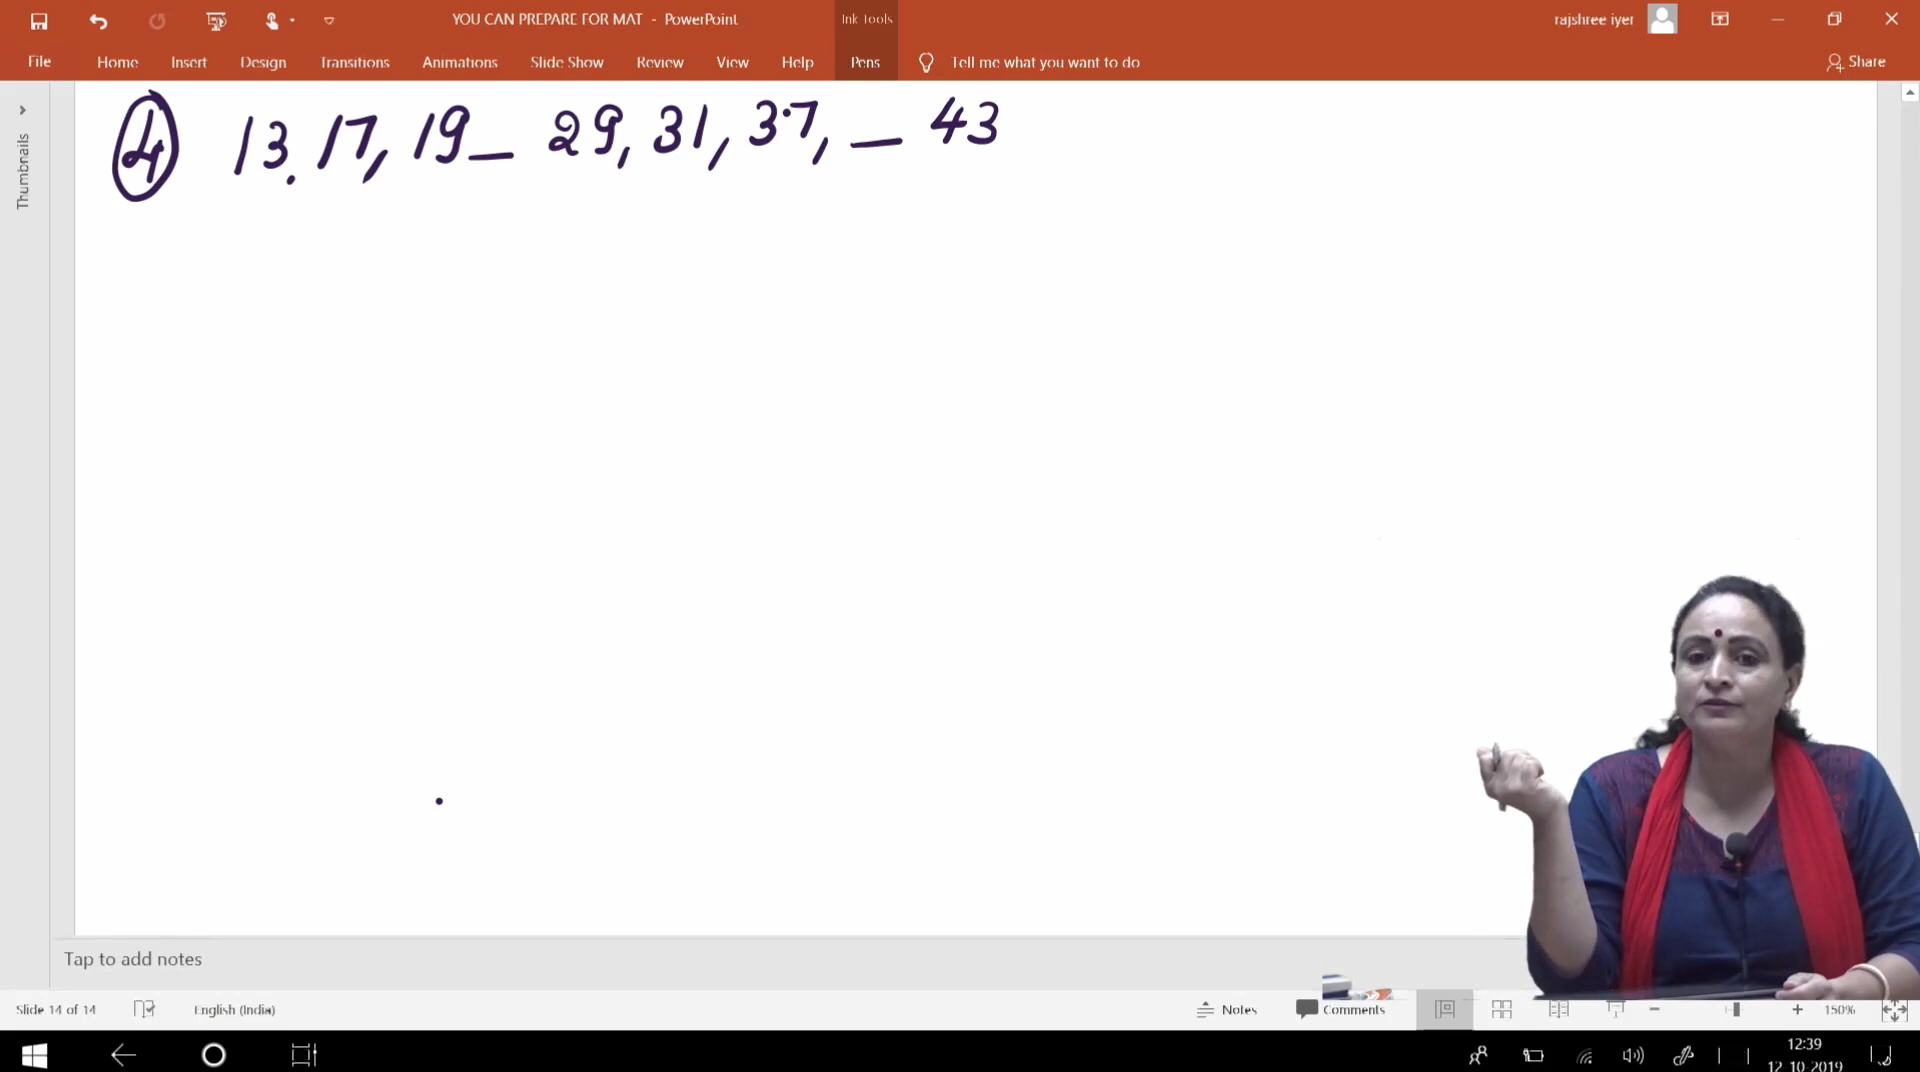 YOU CAN PREPARE FOR MAT - PowerPoint
Ink Tools
rajshree iyer
File Home Insert Design Transitions Animations Slide Show Review View Help Pens Tell me what you want to do Share
Thumbnails
4 13. 17, 19_ 29, 31, 37, _ 43
Tap to add notes
Slide 14 of 14 English (India) Notes Comments 150%
12:39
12-10-2019